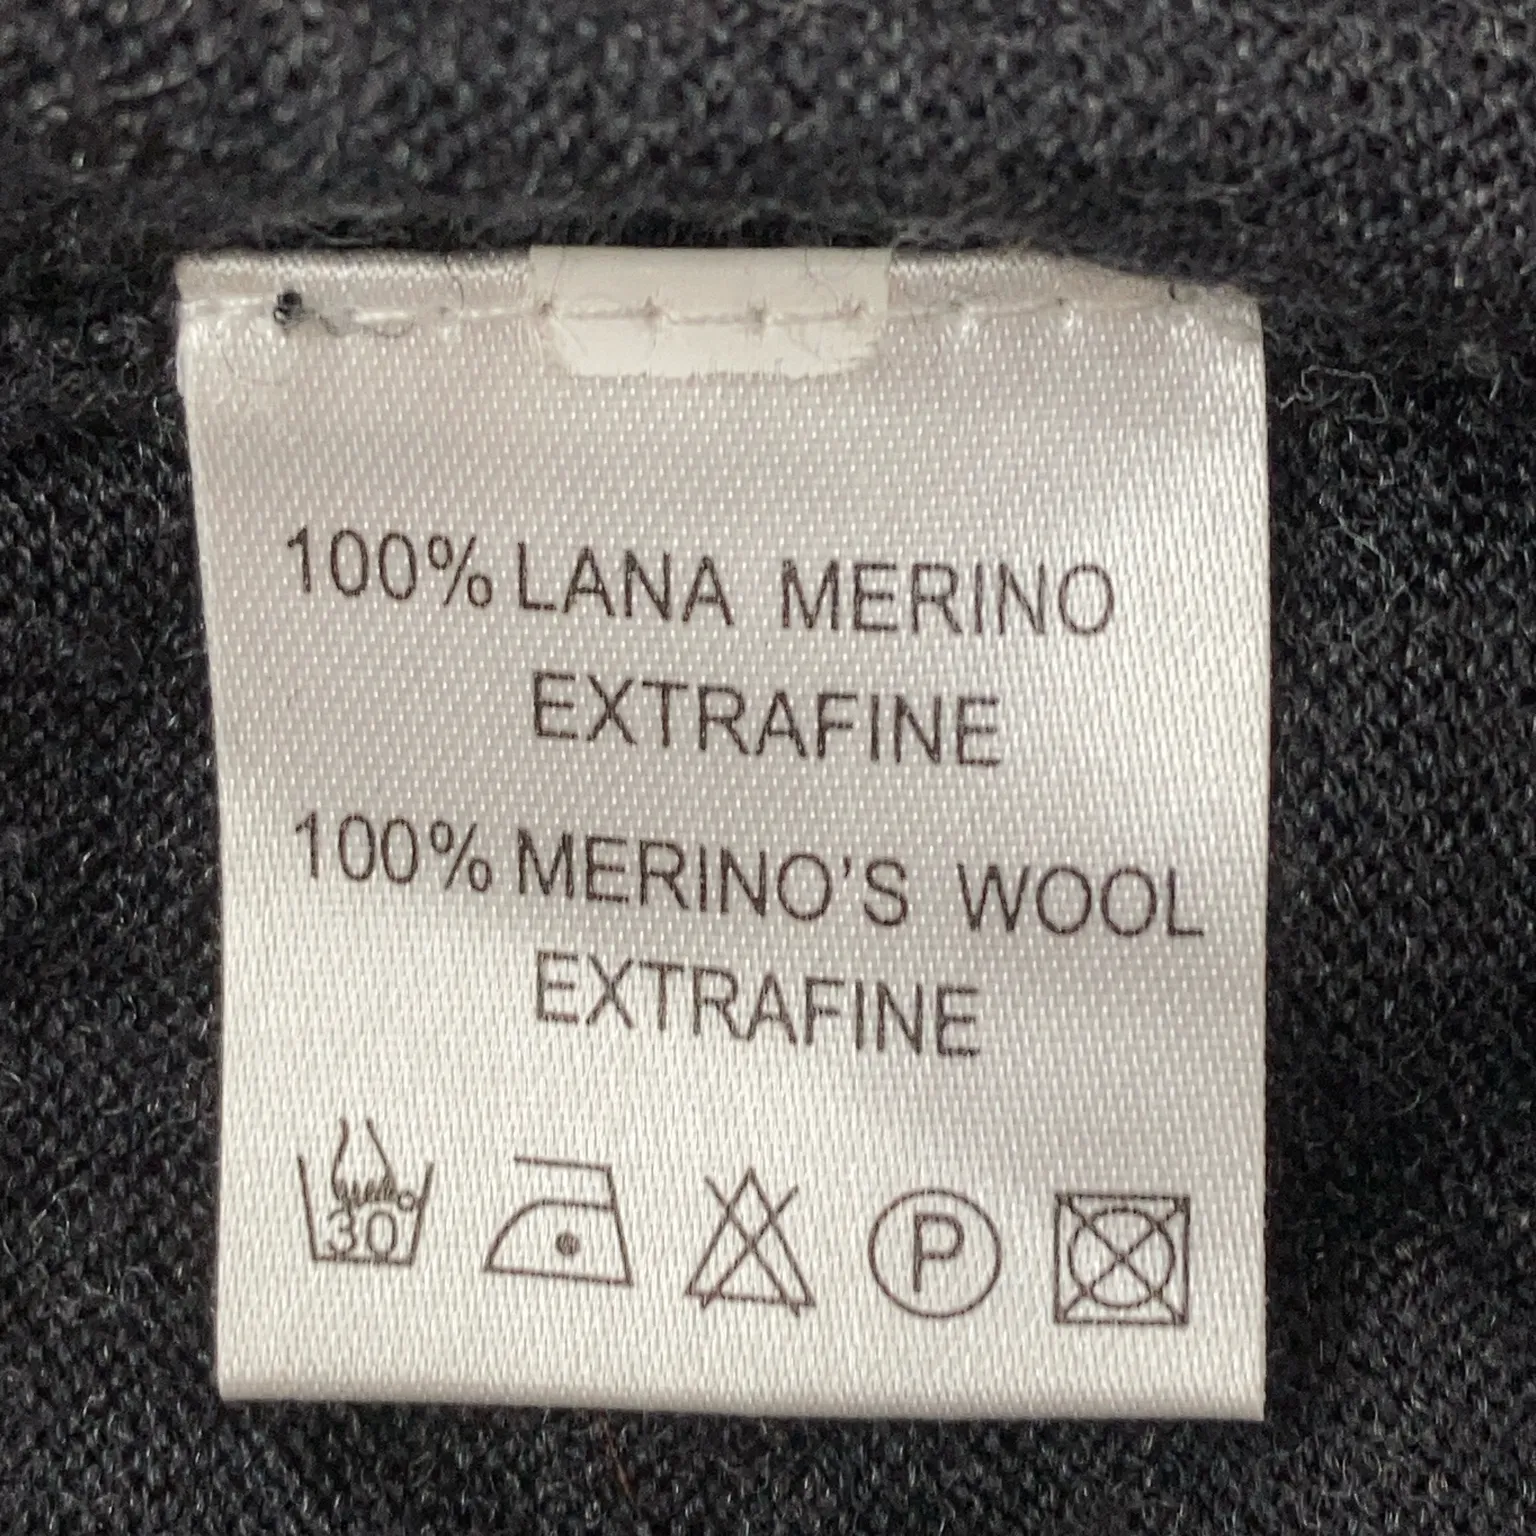 100% LANA MERINO
EXTRAFINE
100% MERINO'S WOOL
EXTRAFINE
30° P